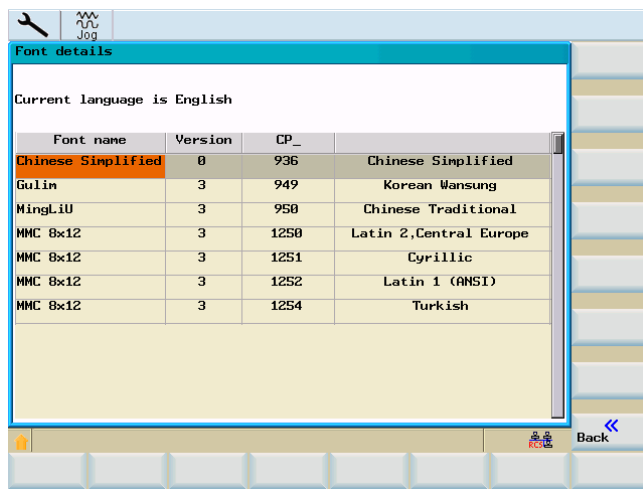 Jog
Font details
Current language is English
Font name Version CP_
Chinese Simplified 0 936 Chinese Simplified
Gulim 3 949 Korean Wansung
MingLiU 3 950 Chinese Traditional
MMC 8x12 3 1250 Latin 2,Central Europe
MMC 8x12 3 1251 Cyrillic
MMC 8x12 3 1252 Latin 1 (ANSI)
MMC 8x12 3 1254 Turkish
RCS
Back